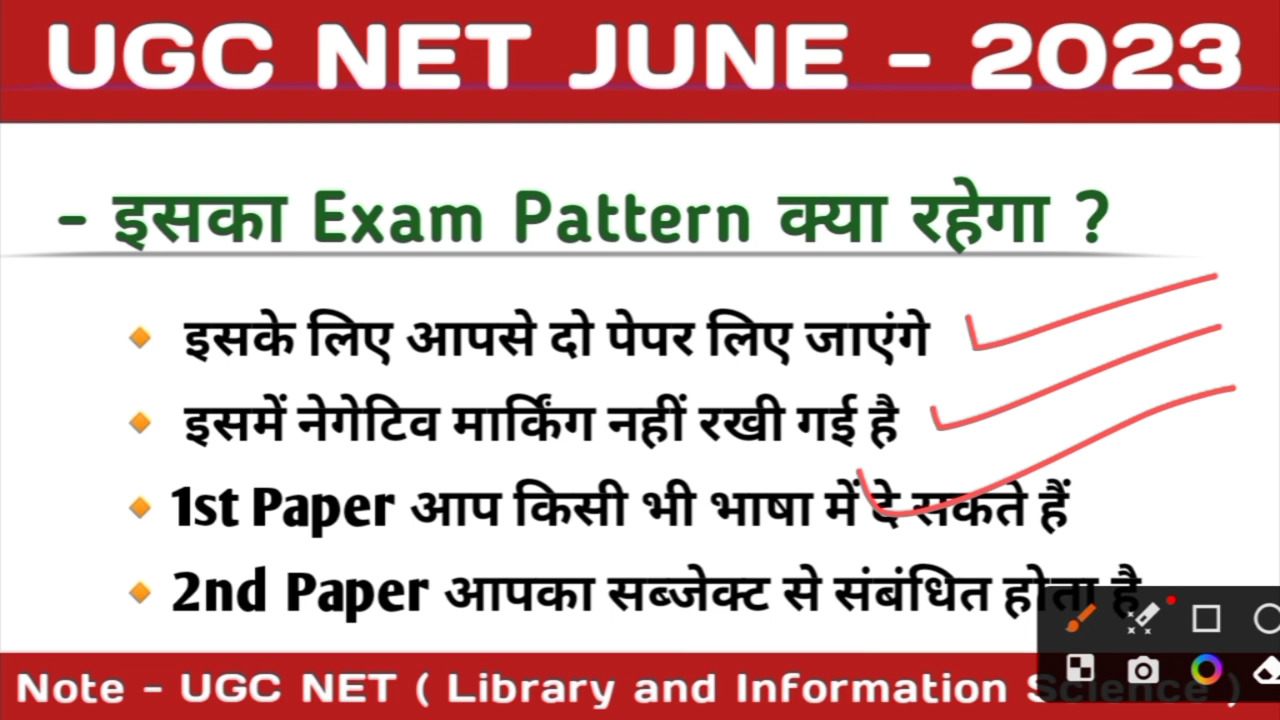 UGC NET JUNE - 2023
- इसका Exam Pattern क्या रहेगा ?
इसके लिए आपसे दो पेपर लिए जाएंगे
इसमें नेगेटिव मार्किंग नहीं रखी गई है
1st Paper आप किसी भी भाषा में दे सकते हैं
2nd Paper आपका सब्जेक्ट से संबंधित होता है
Note - UGC NET ( Library and Information Science )